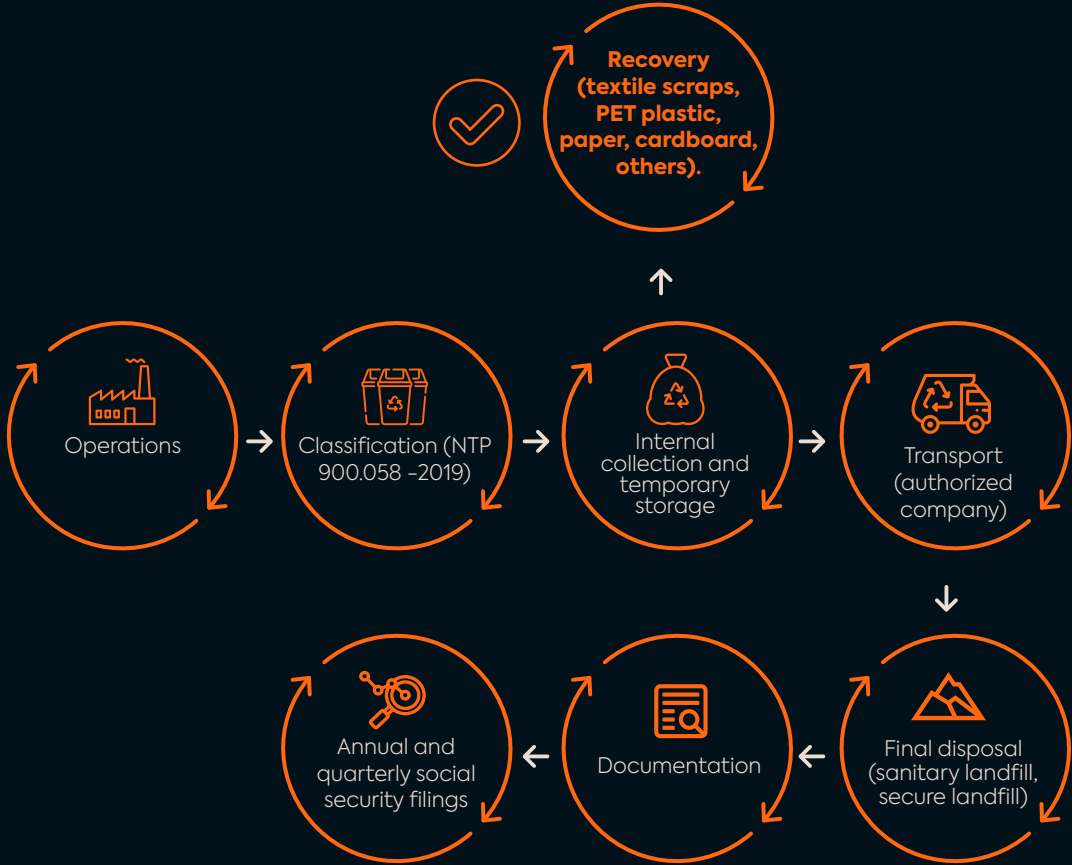 Recovery
(textile scraps,
PET plastic,
paper, cardboard,
others).
Operations
Classification (NTP
900.058 -2019)
Internal
collection and
temporary
storage
Transport
(authorized
company)
Final disposal
(sanitary landfill,
secure landfill)
Documentation
Annual and
quarterly social
security filings